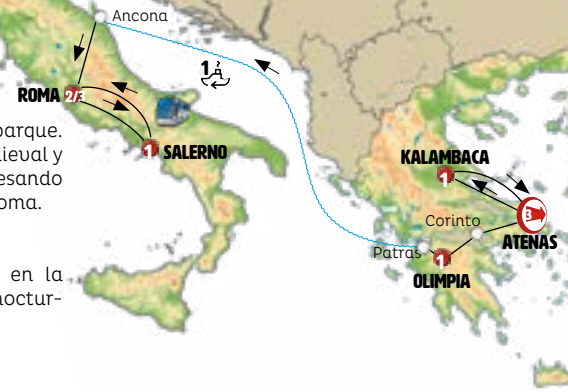 Ancona
1
ROMA 2/3
parque.
dieval y
esando
oma.
1 SALERNO
en la
noctur-
KALAMBACA
1
Corinto
3
ATENAS
Patras
1
OLIMPIA